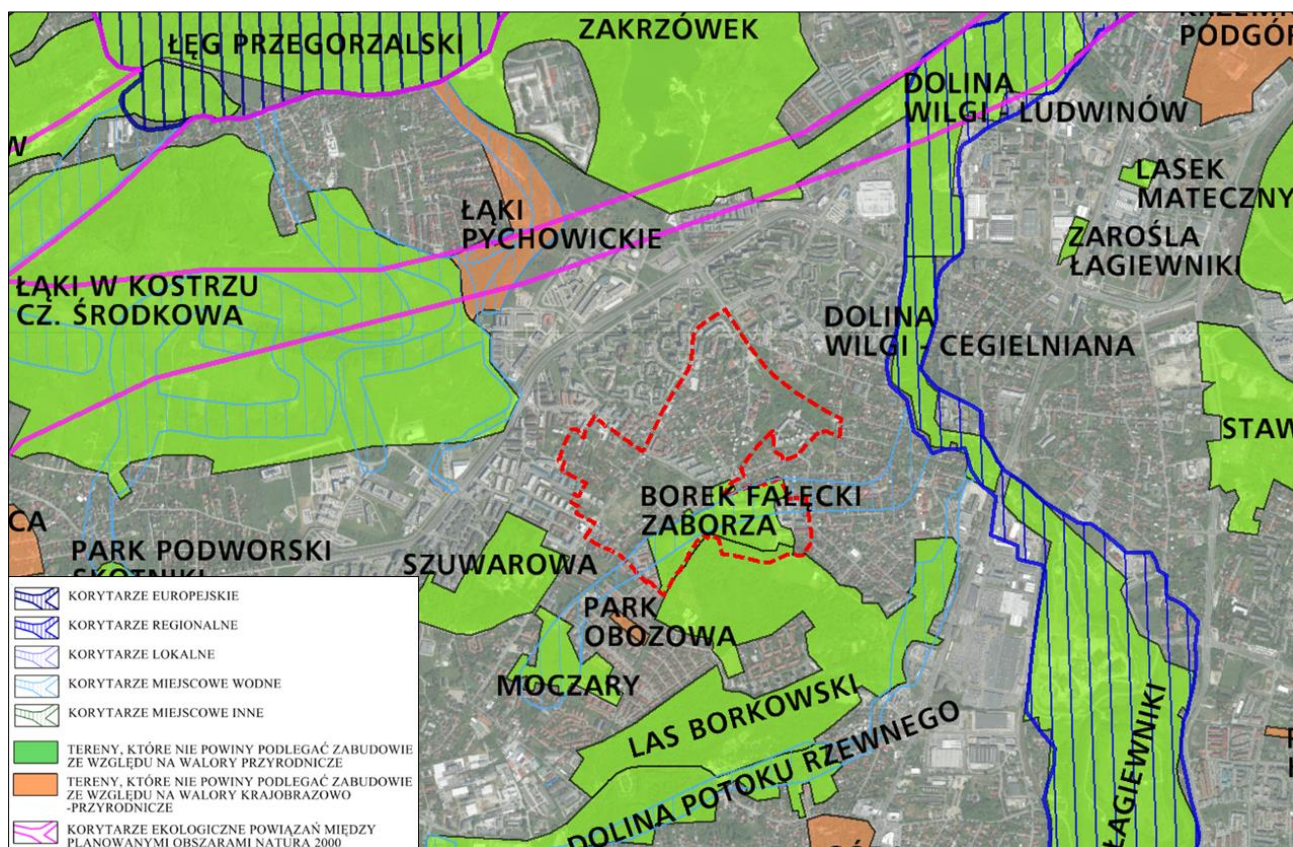 ŁĘG PRZEGORZALSKI
ZAKRZÓWEK
PODGÓR
DOLINA
WILGI - LUDWINÓW
W
LASEK
MATECZNY
ŁĄKI
PYCHOWICKIE
ZAROŚLA
ŁAGIEWNIKI
ŁĄKI W KOSTRZU
CZ. ŚRODKOWA
DOLINA
WILGI - CEGIELNIANA
STAW
BOREK FAŁĘCKI
ZABORZA
CA
PARK PODWORSKI
SKOTNIKI
SZUWAROWA
PARK
OBOZOWA
MOCZARY
LAS BORKOWSKI
DOLINA POTOKU RZEWNEGO
ŁAGIEWNIKI
KORYTARZE EUROPEJSKIE
KORYTARZE REGIONALNE
KORYTARZE LOKALNE
KORYTARZE MIEJSCOWE WODNE
KORYTARZE MIEJSCOWE INNE
TERENY, KTÓRE NIE POWINY PODLEGAĆ ZABUDOWIE
ZE WZGLĘDU NA WALORY PRZYRODNICZE
TERENY, KTÓRE NIE POWINY PODLEGAĆ ZABUDOWIE
ZE WZGLĘDU NA WALORY KRAJOBRAZOWO
-PRZYRODNICZE
KORYTARZE EKOLOGICZNE POWIĄZAŃ MIĘDZY
PLANOWANYMI OBSZARAMI NATURA 2000